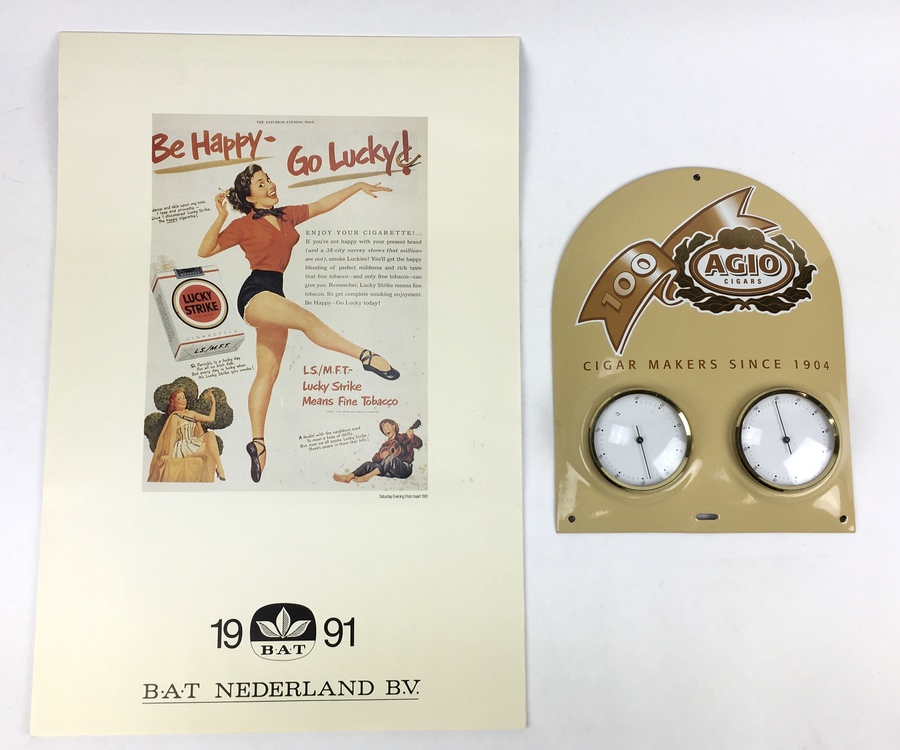 THE SATURDAY EVENING POST
Be Happy-
Go Lucky!
ENJOY YOUR CIGARETTE!...
If you're not happy with your present brand
(and a 38-city survey shows that millions
are not), smoke Luckies! You'll get the happy
blending of perfect mildness and rich taste
that fine tobacco—and only fine tobacco—can
give you. Remember, Lucky Strike means fine
tobacco. So get complete smoking enjoyment.
Be Happy–Go Lucky today!
LUCKY
STRIKE
CIGARETTES
L.S./M.F.T.
L.S./M.F.T.-
Lucky Strike
Means Fine Tobacco
Saturday Evening Post maart 1951
19 B·A·T 91
B·A·T NEDERLAND B.V.
100
AGIO
CIGARS
CIGAR MAKERS SINCE 1904